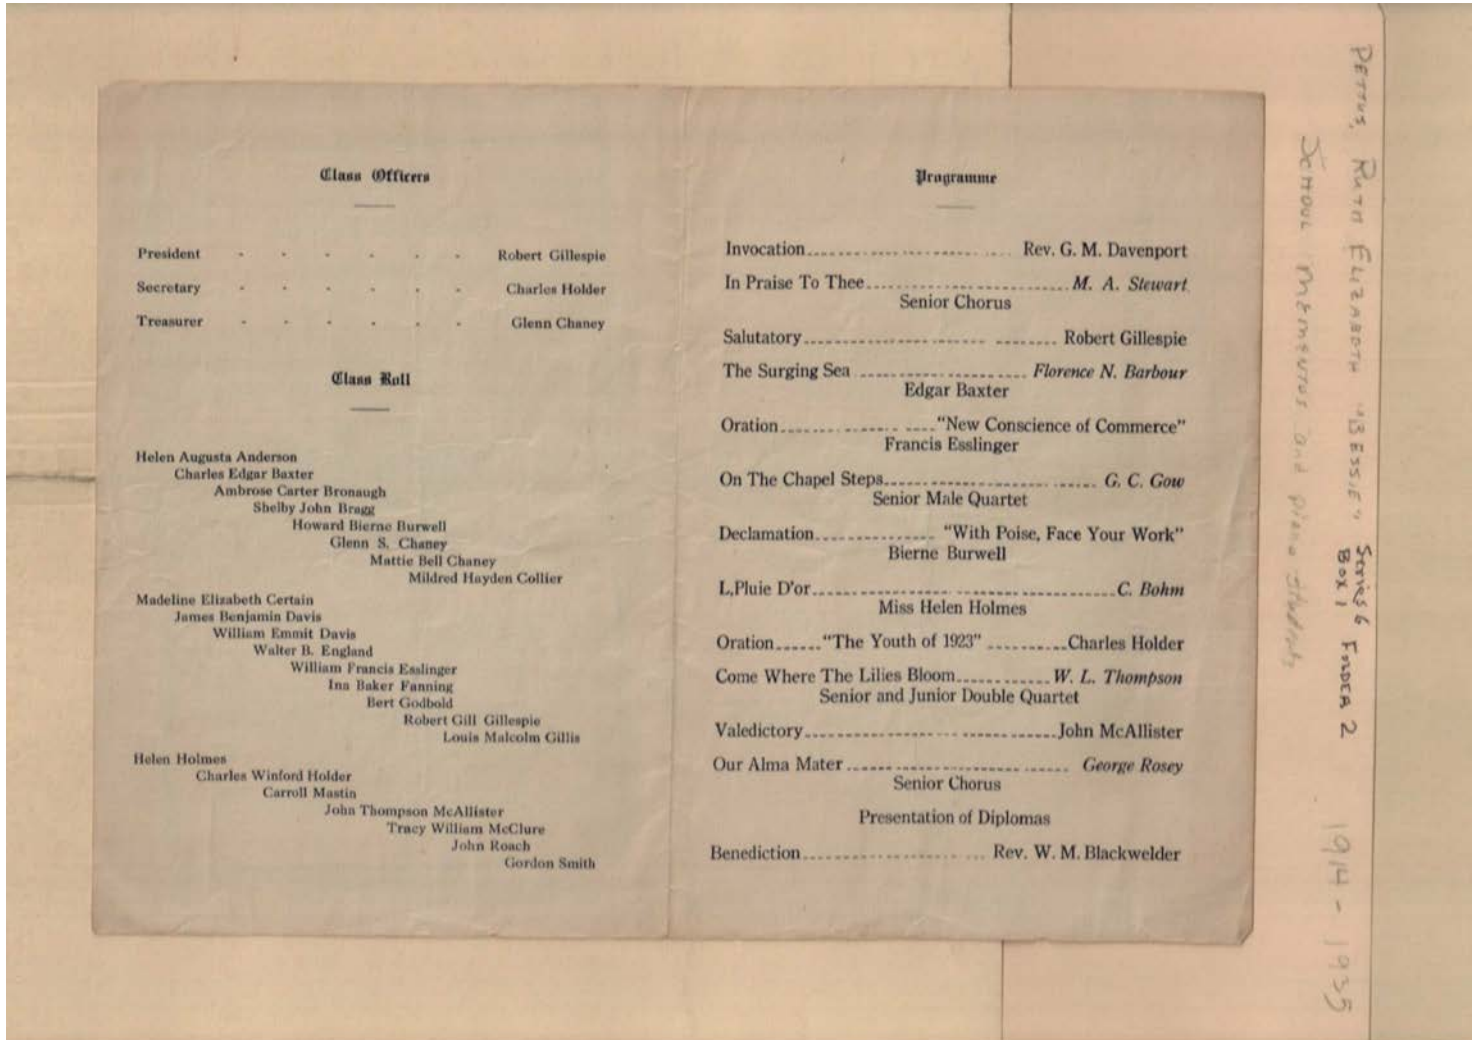 Class Officers
President - - - - - - Robert Gillespie
Secretary - - - - - - Charles Holder
Treasurer - - - - - - Glenn Chaney
Class Roll
Helen Augusta Anderson
Charles Edgar Baxter
Ambrose Carter Bronaugh
Shelby John Bragg
Howard Bierne Burwell
Glenn S. Chaney
Mattie Bell Chaney
Mildred Hayden Collier
Madeline Elizabeth Certain
James Benjamin Davis
William Emmit Davis
Walter B. England
William Francis Esslinger
Ina Baker Fanning
Bert Godbold
Robert Gill Gillespie
Louis Malcolm Gillis
Helen Holmes
Charles Winford Holder
Carroll Mastin
John Thompson McAllister
Tracy William McClure
John Roach
Gordon Smith
Programme
Invocation........................ Rev. G. M. Davenport
In Praise To Thee........................ M. A. Stewart
Senior Chorus
Salutatory........................ Robert Gillespie
The Surging Sea ........................ Florence N. Barbour
Edgar Baxter
Oration........................ "New Conscience of Commerce"
Francis Esslinger
On The Chapel Steps........................ G. C. Gow
Senior Male Quartet
Declamation............... "With Poise, Face Your Work"
Bierne Burwell
L,Pluie D'or........................C. Bohm
Miss Helen Holmes
Oration...... "The Youth of 1923" ...........Charles Holder
Come Where The Lilies Bloom............ W. L. Thompson
Senior and Junior Double Quartet
Valedictory........................John McAllister
Our Alma Mater ........................ George Rosey
Senior Chorus
Presentation of Diplomas
Benediction........................ Rev. W. M. Blackwelder
PETTUS, RUTH ELIZABETH "BESSIE" Series 6
BOX 1 FOLDER 2 1914 - 1935
SCHOOL mementos and piano students